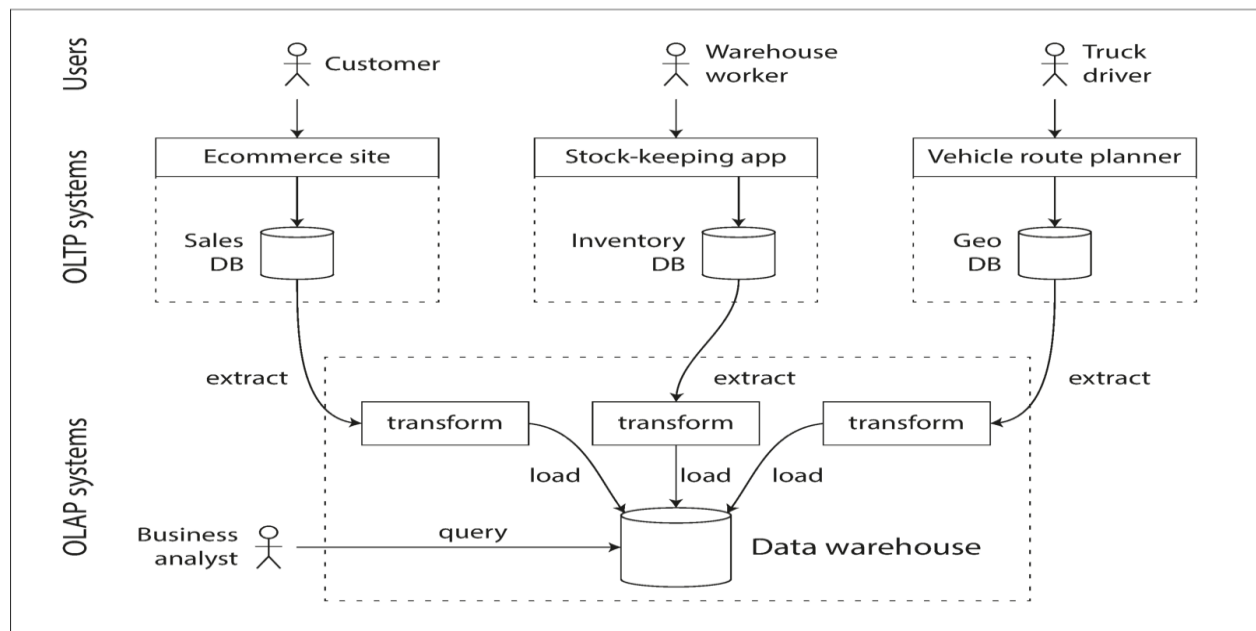 Users
Customer
Warehouse
worker
Truck
driver
OLTP systems
Ecommerce site
Stock-keeping app
Vehicle route planner
Sales
DB
Inventory
DB
Geo
DB
extract
extract
extract
OLAP systems
transform
transform
transform
load
load
load
Business
analyst
query
Data warehouse